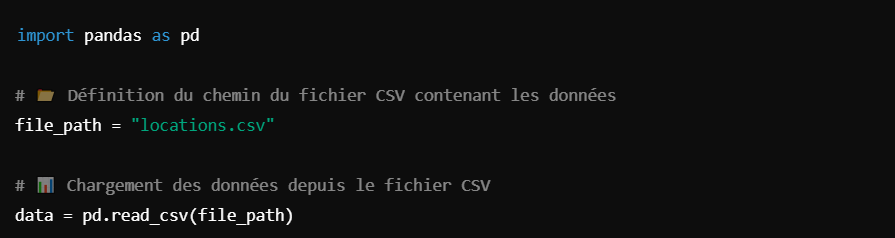 import pandas as pd
# 📂 Définition du chemin du fichier CSV contenant les données
file_path = "locations.csv"
# 📊 Chargement des données depuis le fichier CSV
data = pd.read_csv(file_path)